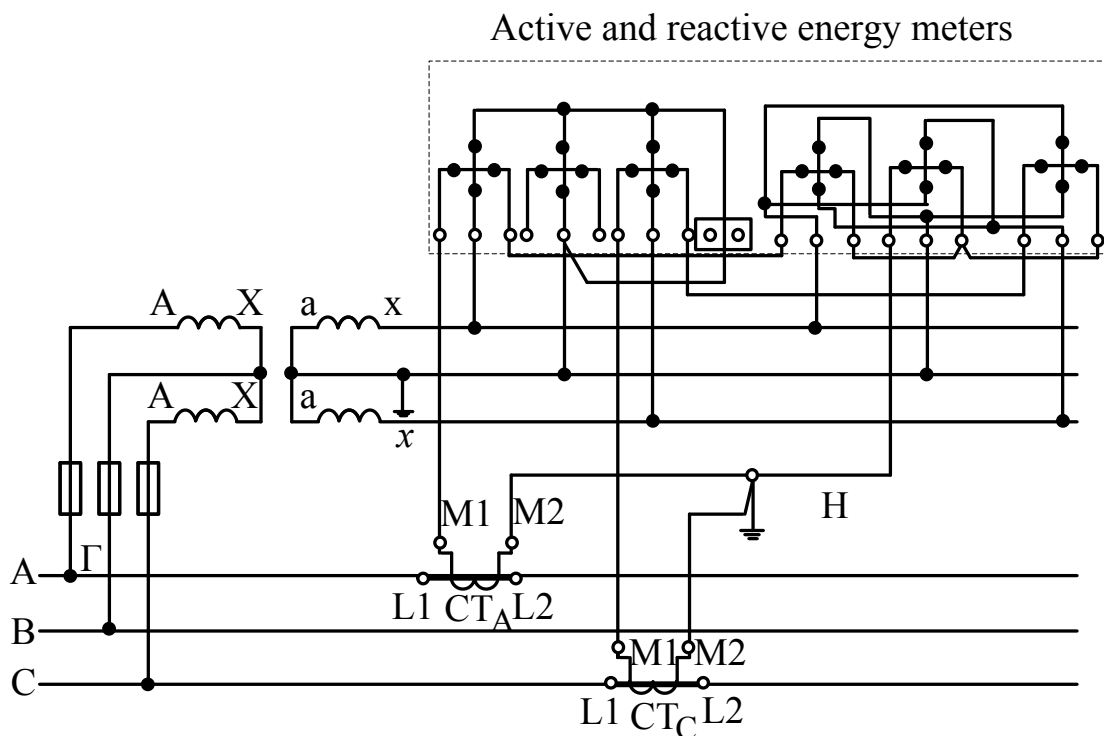 Active and reactive energy meters
A X a x
A X a x
M1 M2 H
A Γ
L1 CTA L2
B
M1 M2
C
L1 CTC L2